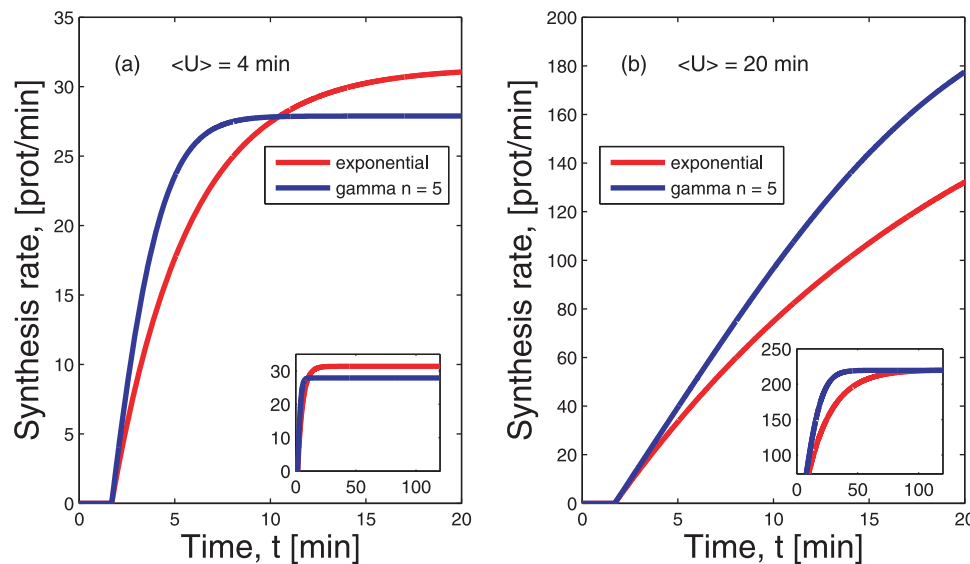 (a) <U> = 4 min
Synthesis rate, [prot/min]
35
30
25
20
15
10
5
0
exponential
gamma n = 5
30
20
10
0
0 50 100
0 5 10 15 20
Time, t [min]
(b) <U> = 20 min
Synthesis rate, [prot/min]
200
180
160
140
120
100
80
60
40
20
0
exponential
gamma n = 5
250
200
150
100
0 50 100
0 5 10 15 20
Time, t [min]